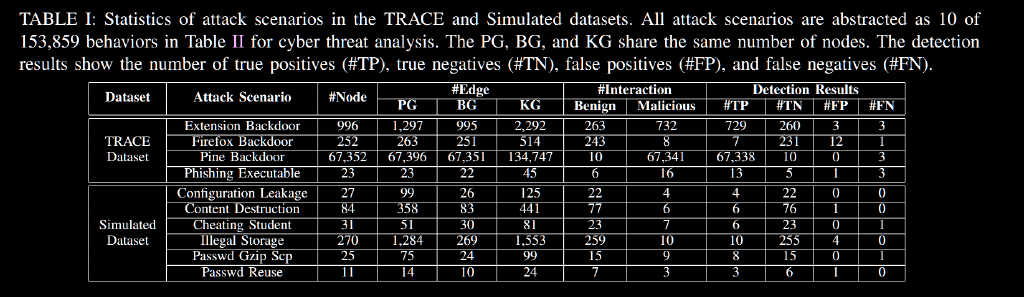 TABLE I: Statistics of attack scenarios in the TRACE and Simulated datasets. All attack scenarios are abstracted as 10 of
153,859 behaviors in Table II for cyber threat analysis. The PG, BG, and KG share the same number of nodes. The detection
results show the number of true positives (#TP), true negatives (#TN), false positives (#FP), and false negatives (#FN).
Dataset Attack Scenario #Node #Edge #Interaction Detection Results
PG BG KG Benign Malicious #TP #TN #FP #FN
TRACE Dataset
Extension Backdoor 996 1,297 995 2,292 263 732 729 260 3 3
Firefox Backdoor 252 263 251 514 243 8 7 231 12 1
Pine Backdoor 67,352 67,396 67,351 134,747 10 67,341 67,338 10 0 3
Phishing Executable 23 23 22 45 6 16 13 5 1 3
Simulated Dataset
Configuration Leakage 27 99 26 125 22 4 4 22 0 0
Content Destruction 84 358 83 441 77 6 6 76 1 0
Cheating Student 31 51 30 81 23 7 6 23 0 1
Illegal Storage 270 1,284 269 1,553 259 10 10 255 4 0
Passwd Gzip Scp 25 75 24 99 15 9 8 15 0 1
Passwd Reuse 11 14 10 24 7 3 3 6 1 0